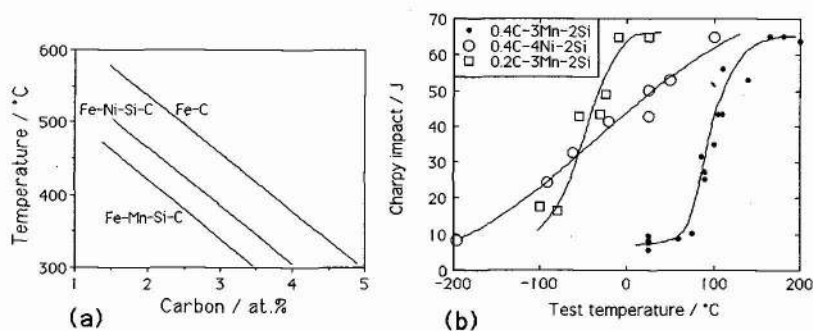 600
500
400
300
1
2
3
4
5
Temperature / °C
Carbon / at.%
Fe-Ni-Si-C
Fe-C
Fe-Mn-Si-C
(a)
70
60
50
40
30
20
10
0
-200
-100
0
100
200
Charpy impact / J
Test temperature / °C
0.4C-3Mn-2Si
0.4C-4Ni-2Si
0.2C-3Mn-2Si
(b)